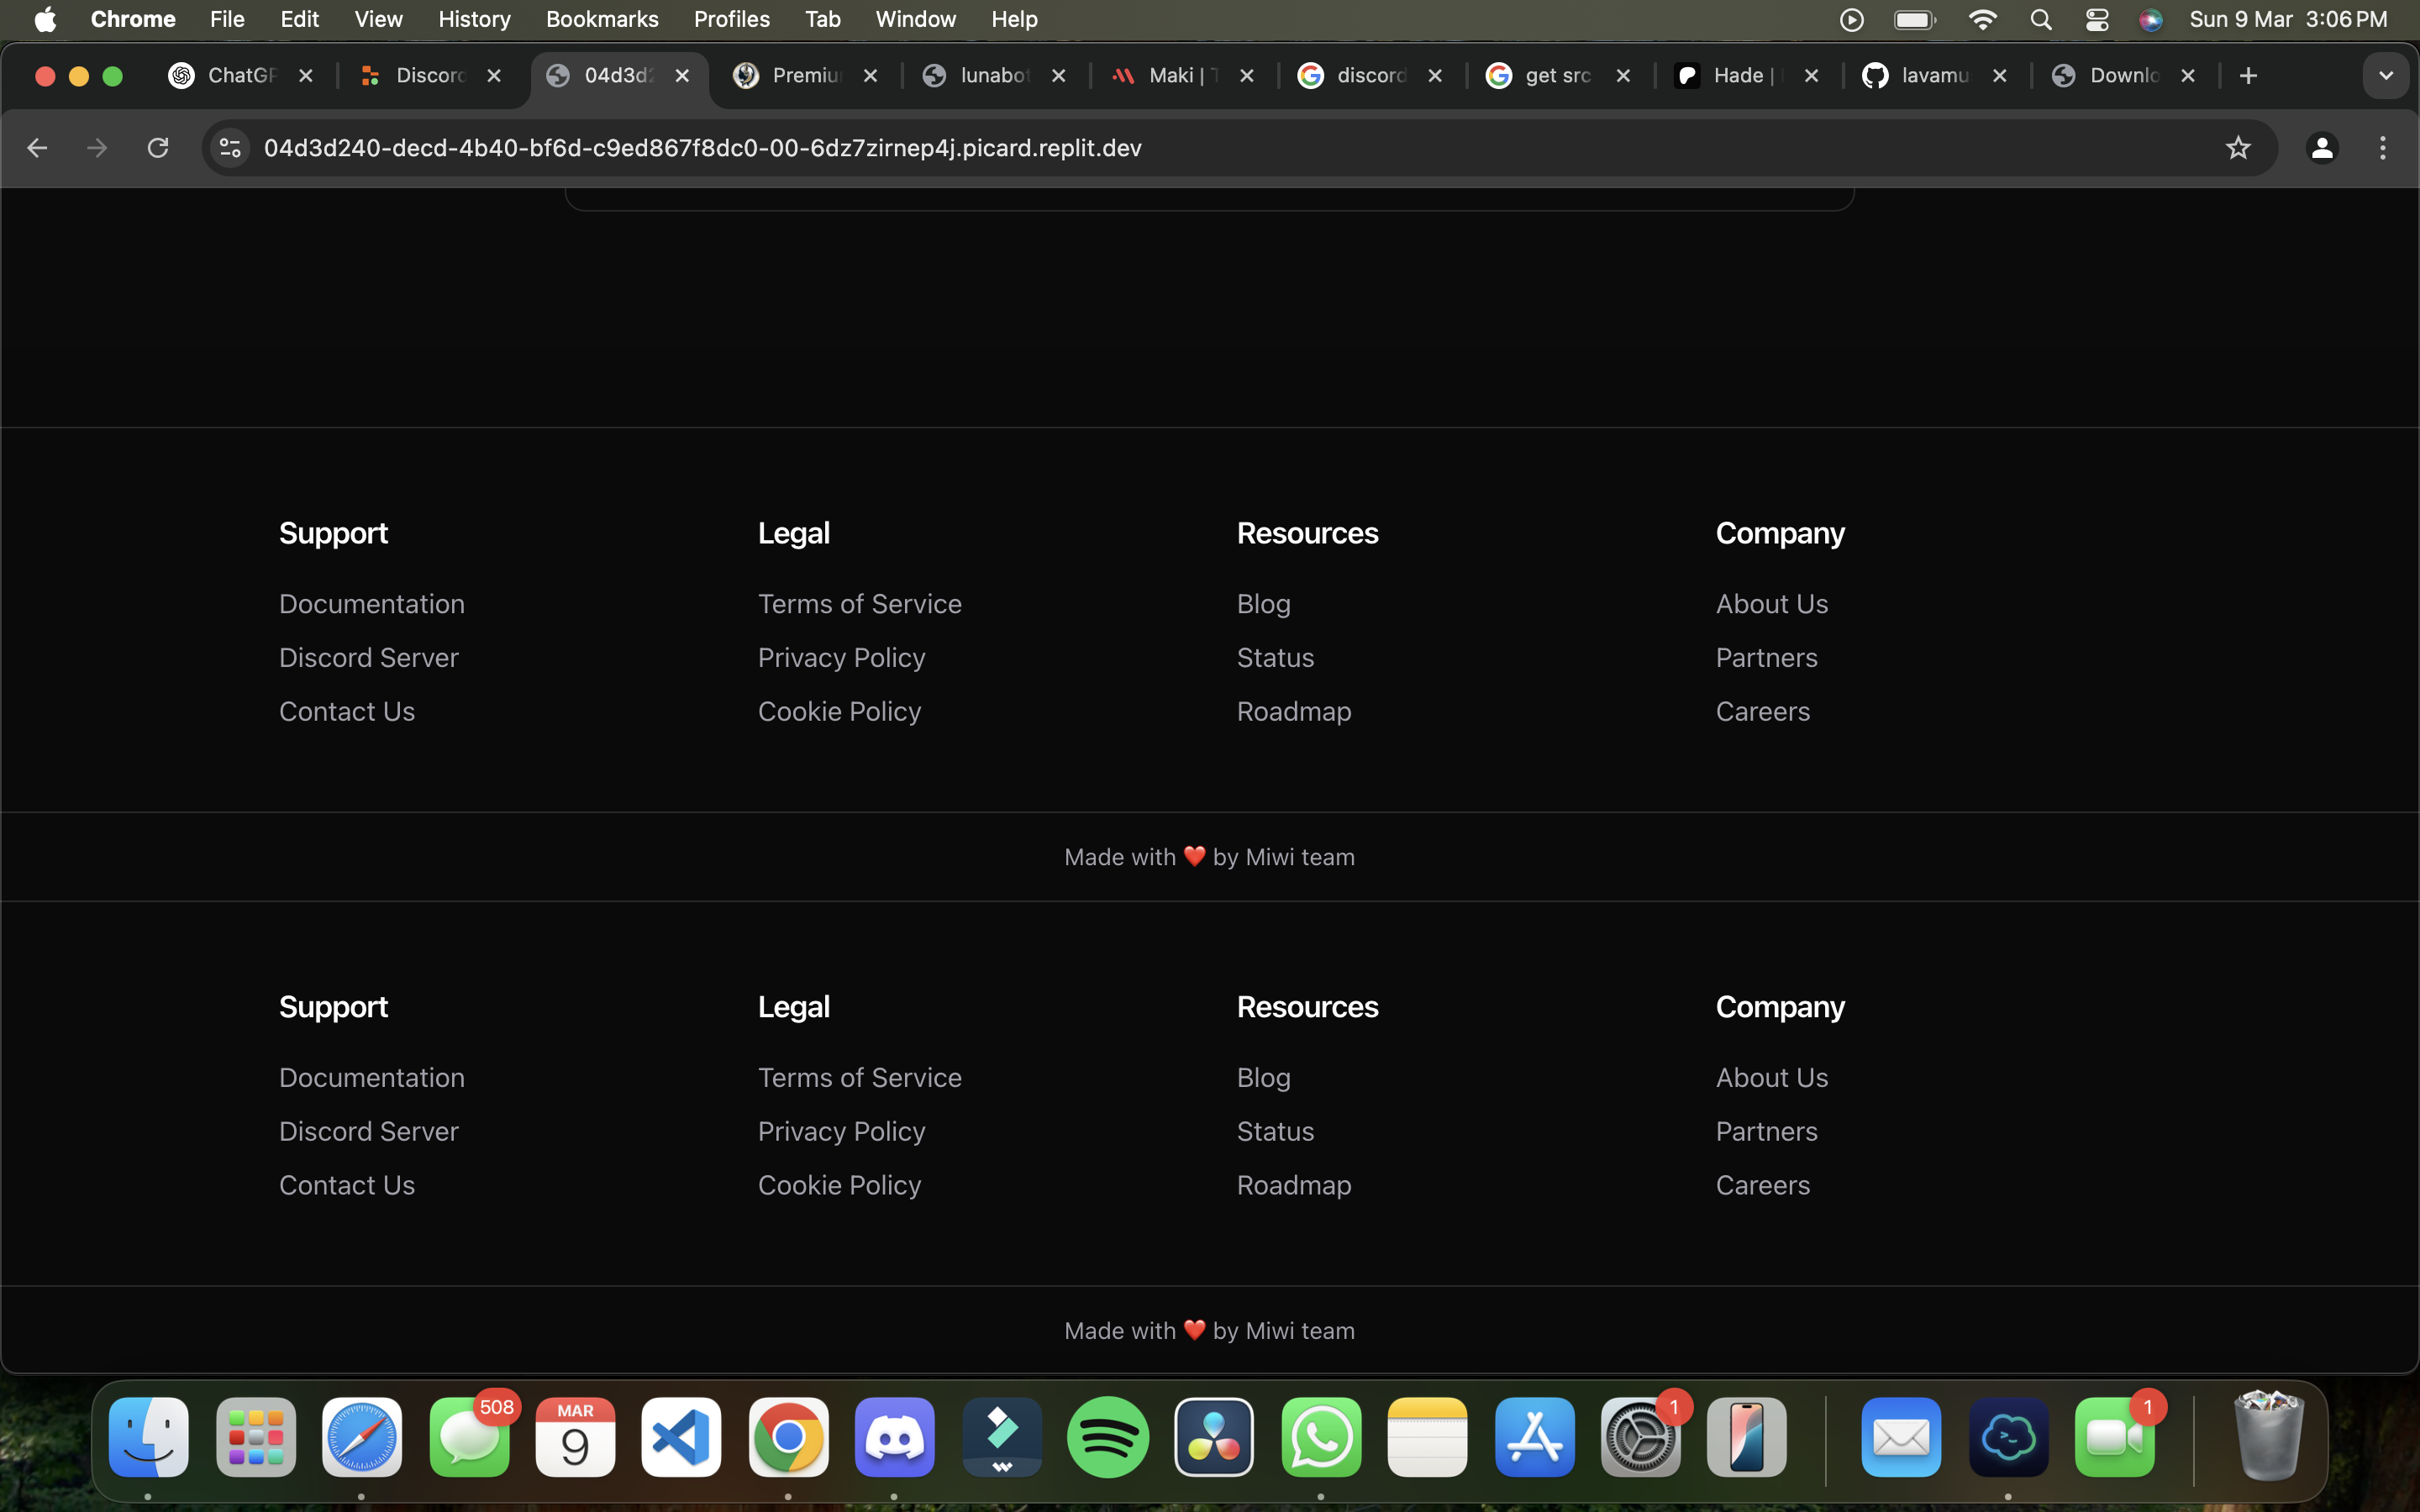 Chrome File Edit View History Bookmarks Profiles Tab Window Help Sun 9 Mar 3:06 PM
ChatGP Discord 04d3d2 Premiu lunabot Maki | T discord get src Hade | lavamu Downlo
04d3d240-decd-4b40-bf6d-c9ed867f8dc0-00-6dz7zirnep4j.picard.replit.dev
Support Legal Resources Company
Documentation Terms of Service Blog About Us
Discord Server Privacy Policy Status Partners
Contact Us Cookie Policy Roadmap Careers
Made with ❤️ by Miwi team
Support Legal Resources Company
Documentation Terms of Service Blog About Us
Discord Server Privacy Policy Status Partners
Contact Us Cookie Policy Roadmap Careers
Made with ❤️ by Miwi team
508 MAR 1 1
9